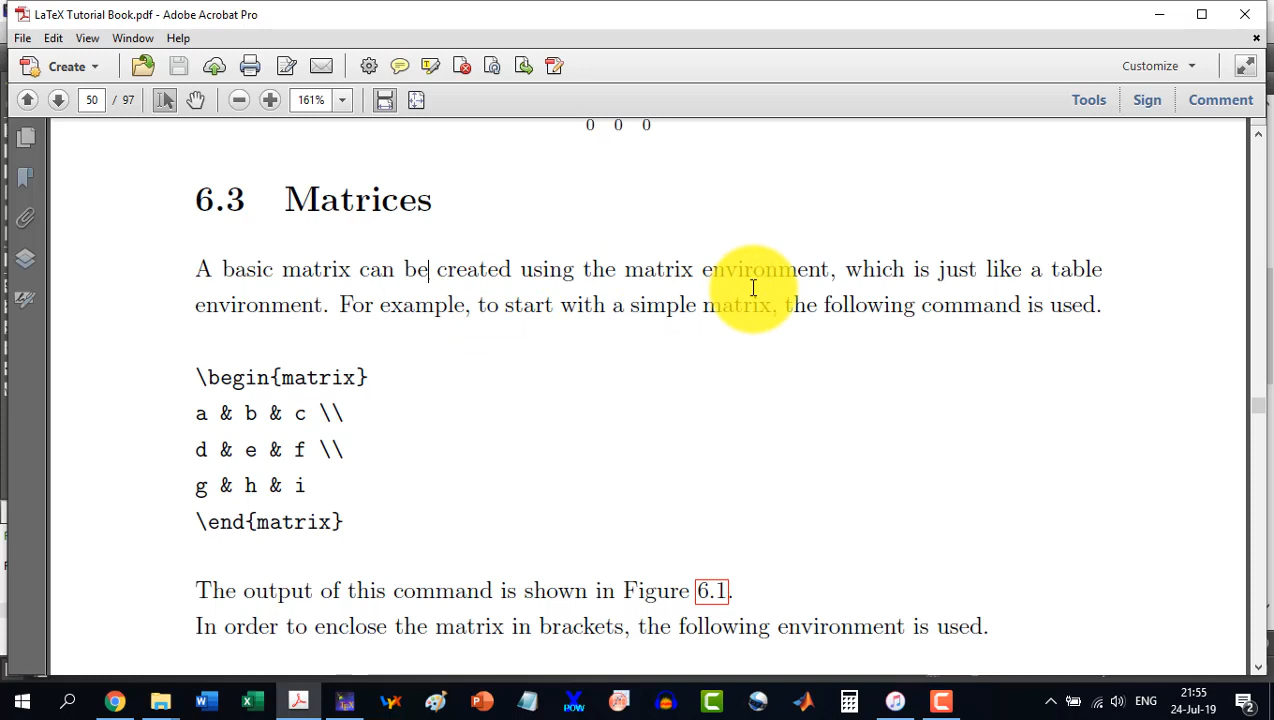 LaTeX Tutorial Book.pdf - Adobe Acrobat Pro
File Edit View Window Help
Create
Customize
50 / 97
161%
Tools Sign Comment
0 0 0
6.3 Matrices
A basic matrix can be created using the matrix environment, which is just like a table
environment. For example, to start with a simple matrix, the following command is used.
\begin{matrix}
a & b & c \\
d & e & f \\
g & h & i
\end{matrix}
The output of this command is shown in Figure 6.1.
In order to enclose the matrix in brackets, the following environment is used.
ENG
21:55
24-Jul-19
2